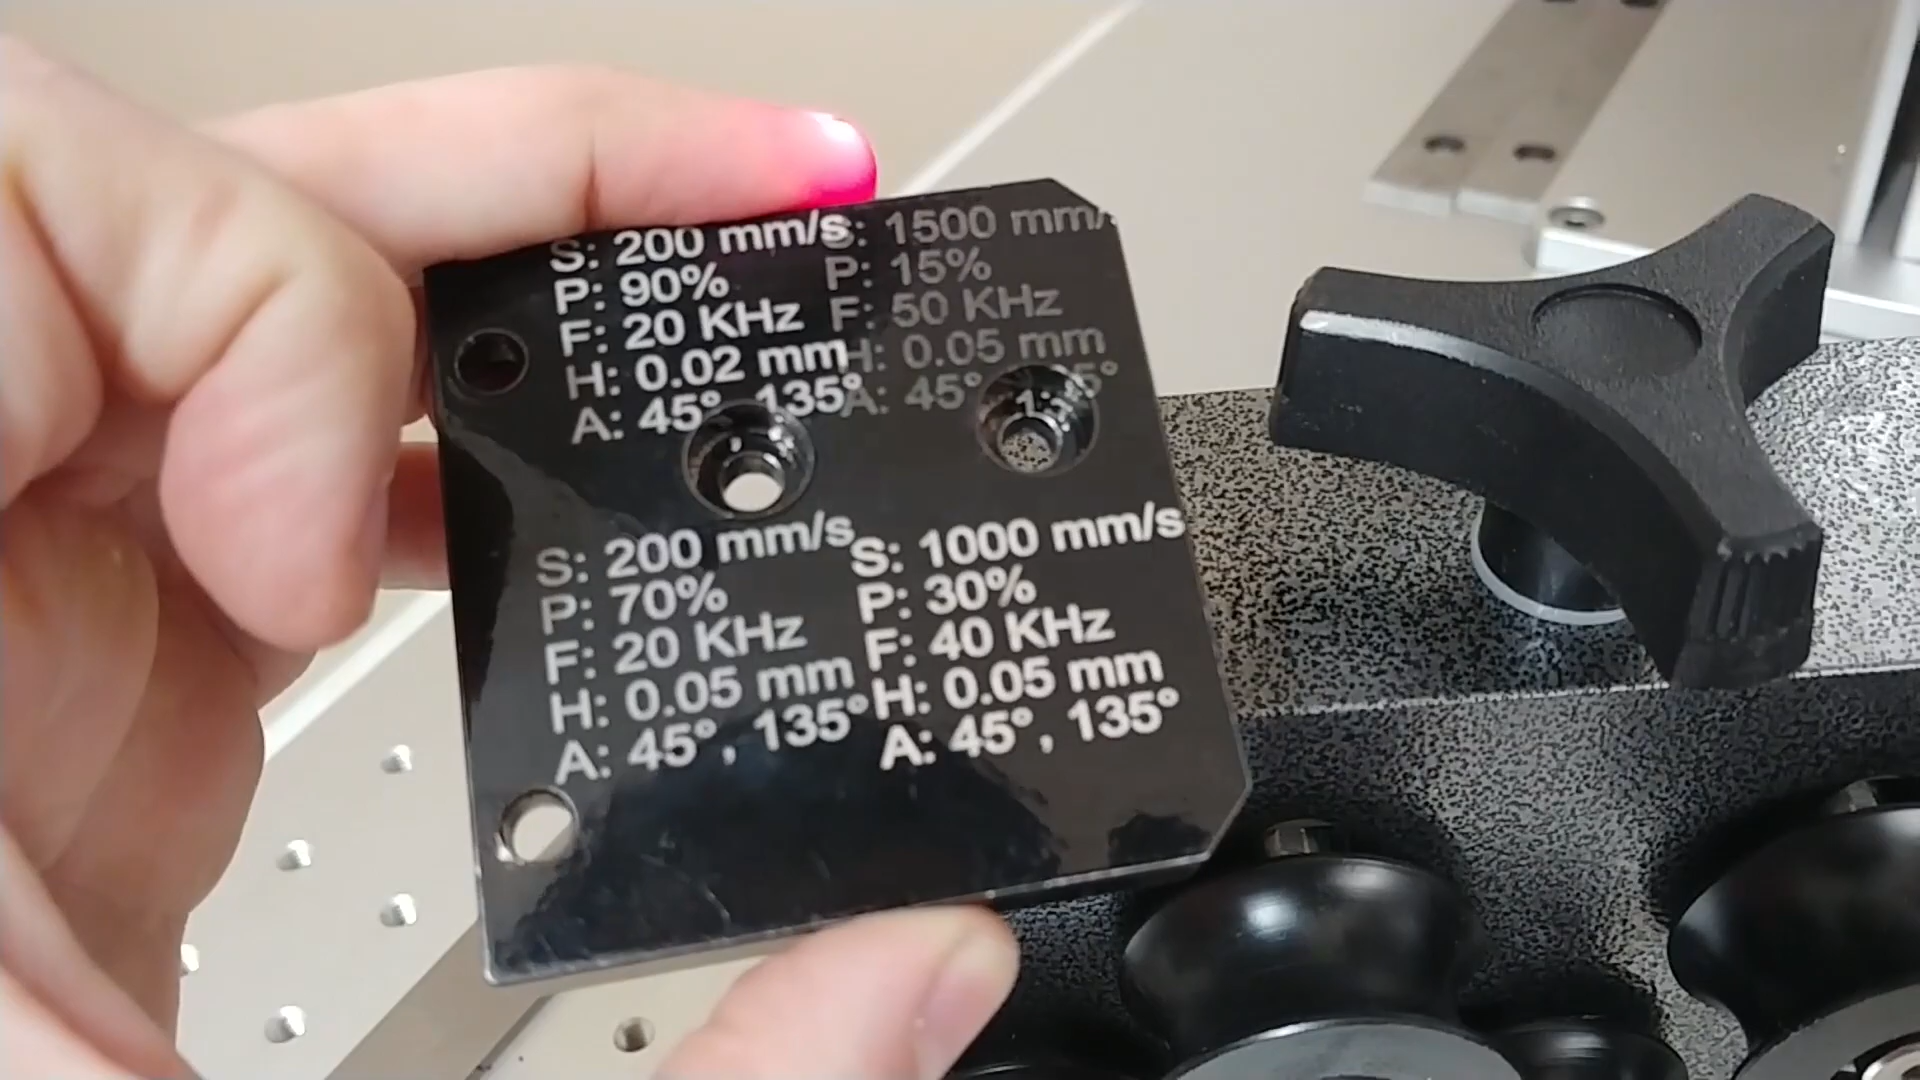 S: 200 mm/s
P: 90%
F: 20 KHz
H: 0.02 mm
A: 45°, 135°
S: 1500 mm/s
P: 15%
F: 50 KHz
H: 0.05 mm
A: 45°
S: 200 mm/s
P: 70%
F: 20 KHz
H: 0.05 mm
A: 45°, 135°
S: 1000 mm/s
P: 30%
F: 40 KHz
H: 0.05 mm
A: 45°, 135°